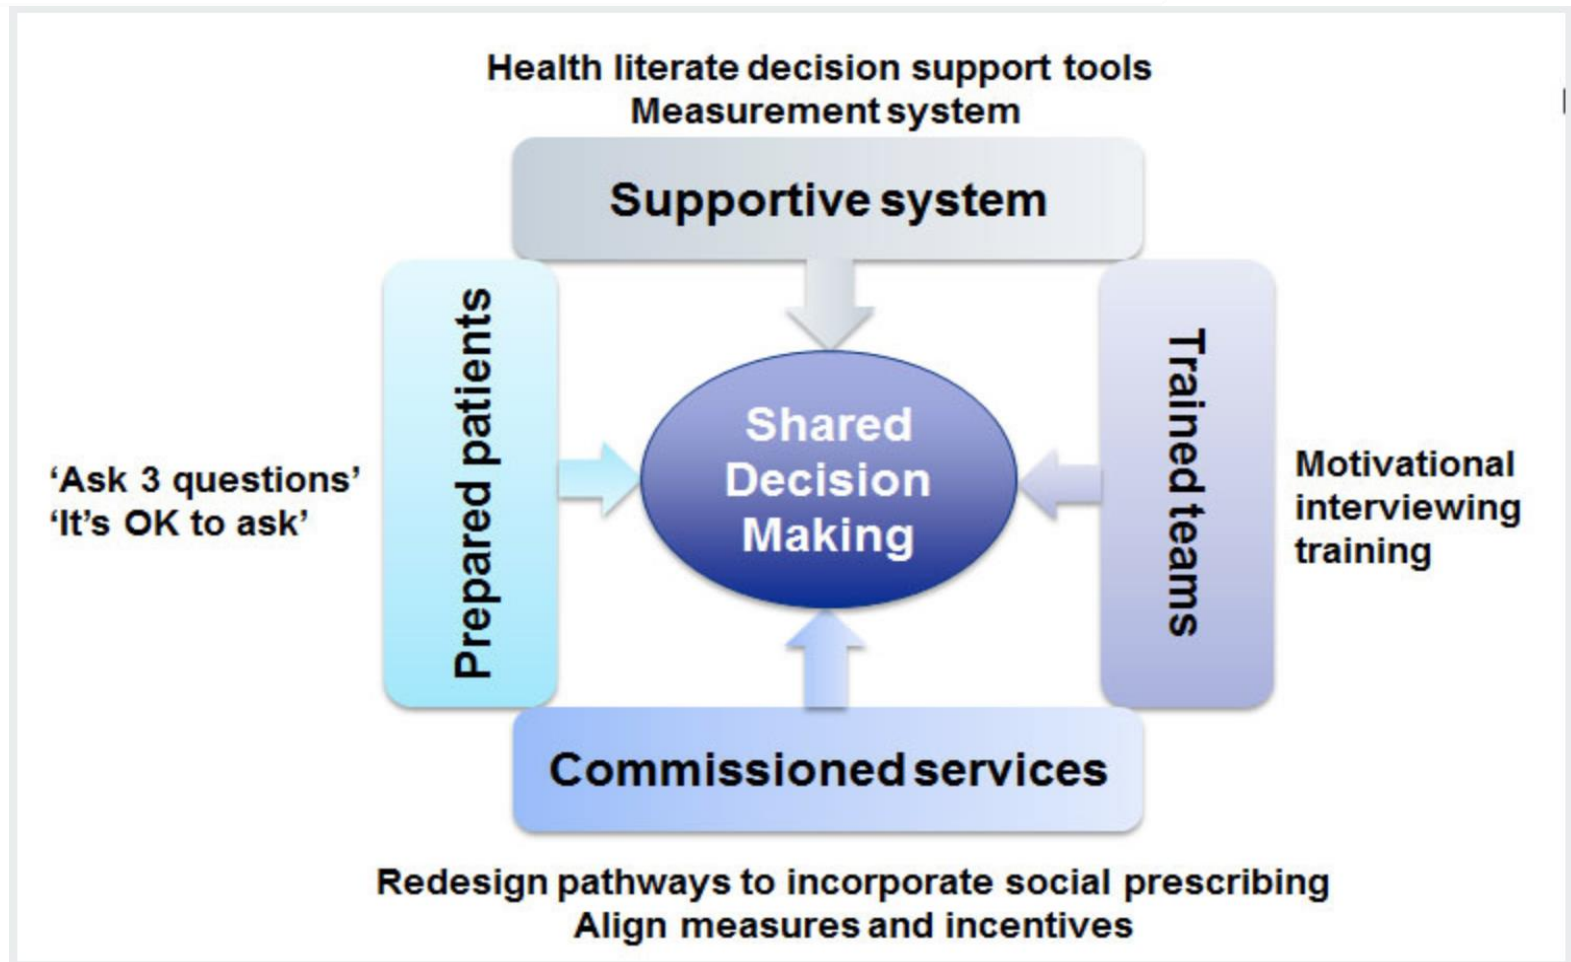 Health literate decision support tools
Measurement system
Supportive system
Prepared patients
‘Ask 3 questions’
‘It’s OK to ask’
Shared
Decision
Making
Trained teams
Motivational
interviewing
training
Commissioned services
Redesign pathways to incorporate social prescribing
Align measures and incentives